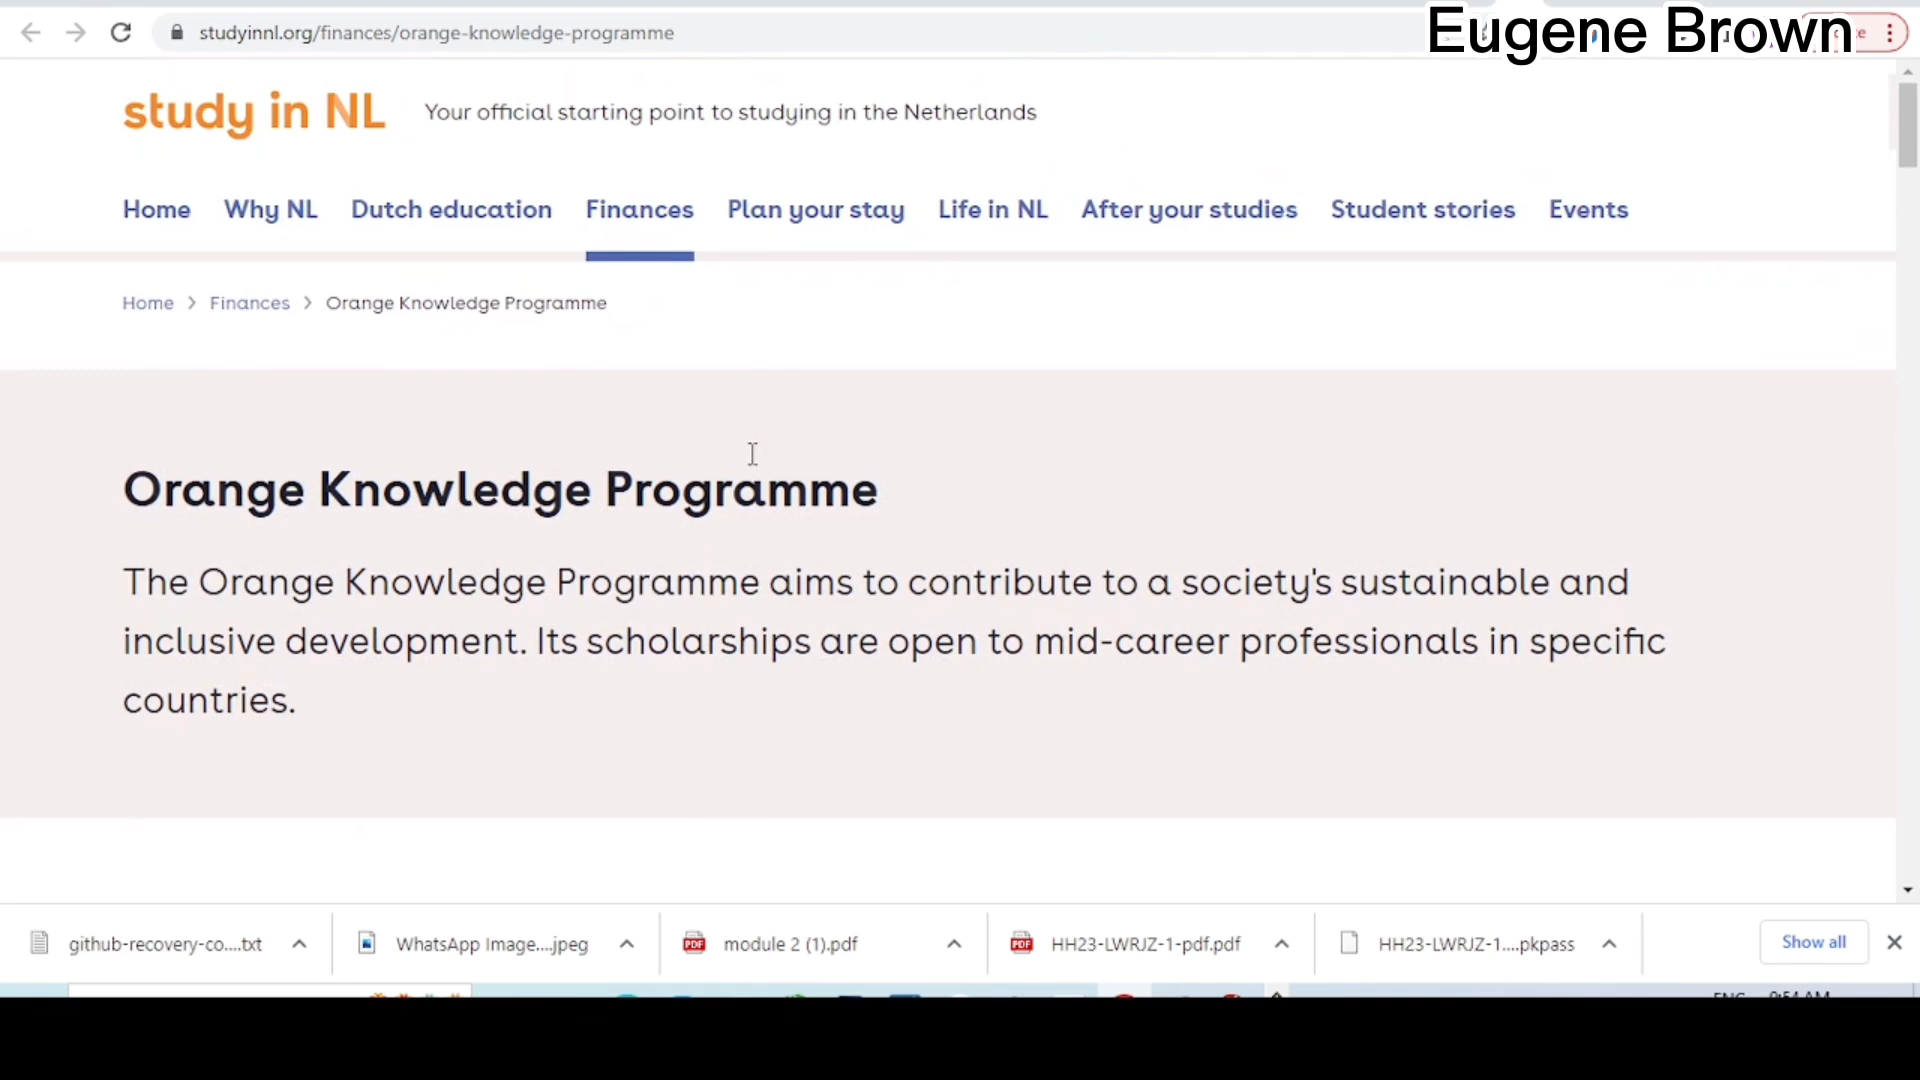 studyinnl.org/finances/orange-knowledge-programme
Eugene Brown
study in NL
Your official starting point to studying in the Netherlands
Home Why NL Dutch education Finances Plan your stay Life in NL After your studies Student stories Events
Home > Finances > Orange Knowledge Programme
Orange Knowledge Programme
The Orange Knowledge Programme aims to contribute to a society's sustainable and
inclusive development. Its scholarships are open to mid-career professionals in specific
countries.
github-recovery-co....txt WhatsApp Image....jpeg module 2 (1).pdf HH23-LWRJZ-1-pdf.pdf HH23-LWRJZ-1....pkpass Show all